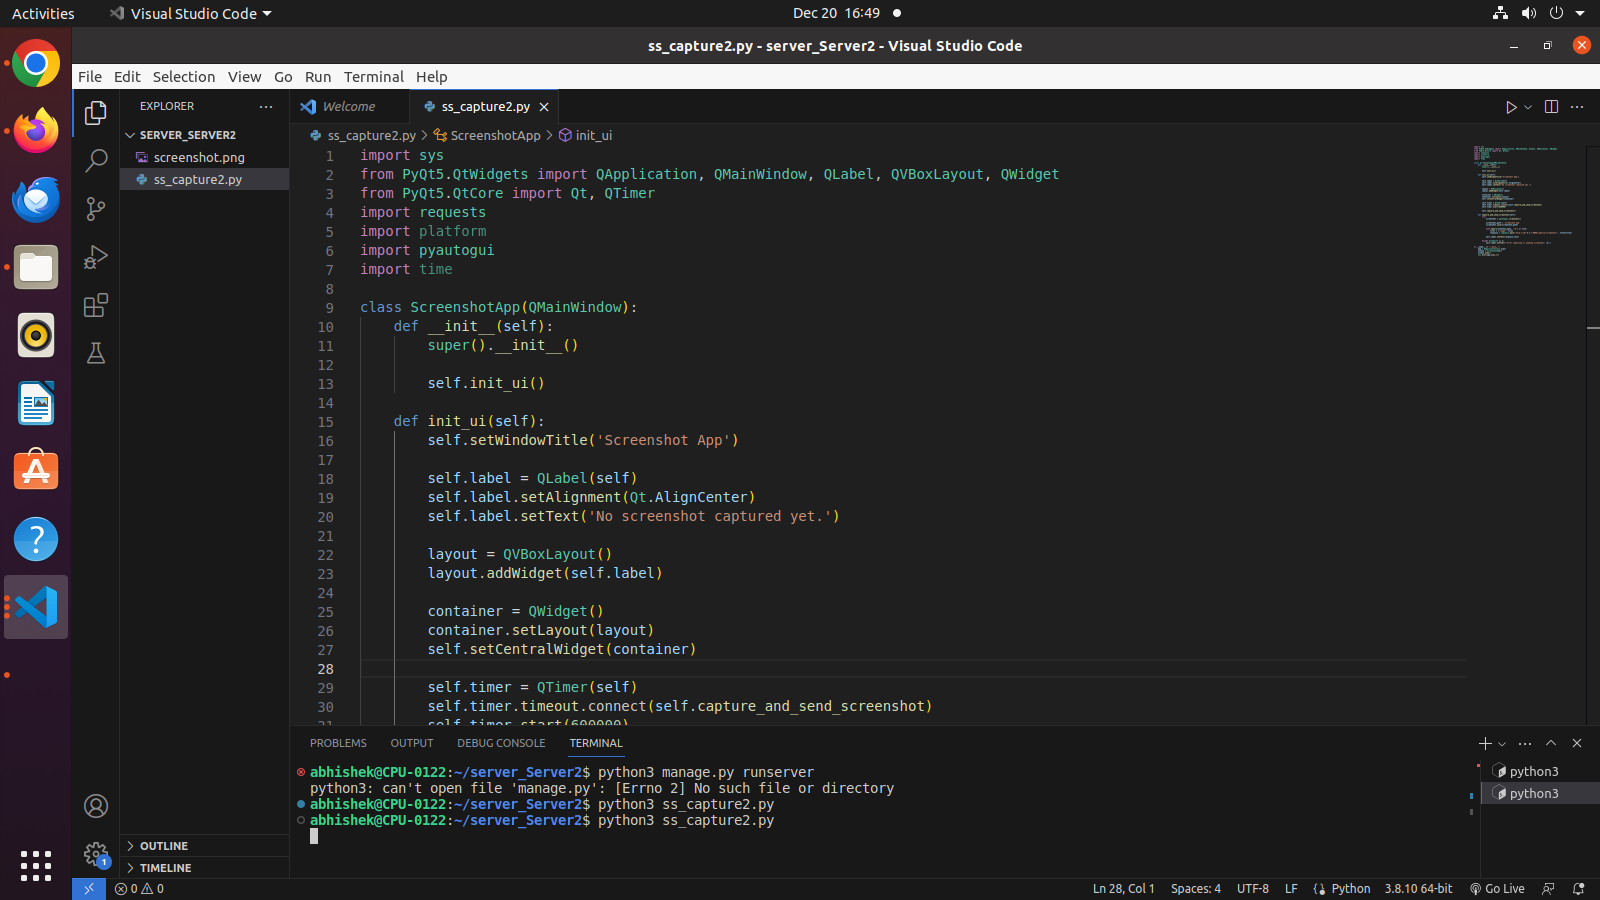 Activities Visual Studio Code Dec 20 16:49
ss_capture2.py - server_Server2 - Visual Studio Code
File Edit Selection View Go Run Terminal Help
EXPLORER
SERVER_SERVER2
screenshot.png
ss_capture2.py
OUTLINE
TIMELINE
Welcome ss_capture2.py
ss_capture2.py > ScreenshotApp > init_ui
1 import sys
2 from PyQt5.QtWidgets import QApplication, QMainWindow, QLabel, QVBoxLayout, QWidget
3 from PyQt5.QtCore import Qt, QTimer
4 import requests
5 import platform
6 import pyautogui
7 import time
8
9 class ScreenshotApp(QMainWindow):
10 def __init__(self):
11 super().__init__()
12
13 self.init_ui()
14
15 def init_ui(self):
16 self.setWindowTitle('Screenshot App')
17
18 self.label = QLabel(self)
19 self.label.setAlignment(Qt.AlignCenter)
20 self.label.setText('No screenshot captured yet.')
21
22 layout = QVBoxLayout()
23 layout.addWidget(self.label)
24
25 container = QWidget()
26 container.setLayout(layout)
27 self.setCentralWidget(container)
28
29 self.timer = QTimer(self)
30 self.timer.timeout.connect(self.capture_and_send_screenshot)
31 self.timer.start(600000)
PROBLEMS OUTPUT DEBUG CONSOLE TERMINAL
abhishek@CPU-0122:~/server_Server2$ python3 manage.py runserver
python3: can't open file 'manage.py': [Errno 2] No such file or directory
abhishek@CPU-0122:~/server_Server2$ python3 ss_capture2.py
abhishek@CPU-0122:~/server_Server2$ python3 ss_capture2.py
python3
python3
1
0 0 Ln 28, Col 1 Spaces: 4 UTF-8 LF Python 3.8.10 64-bit Go Live